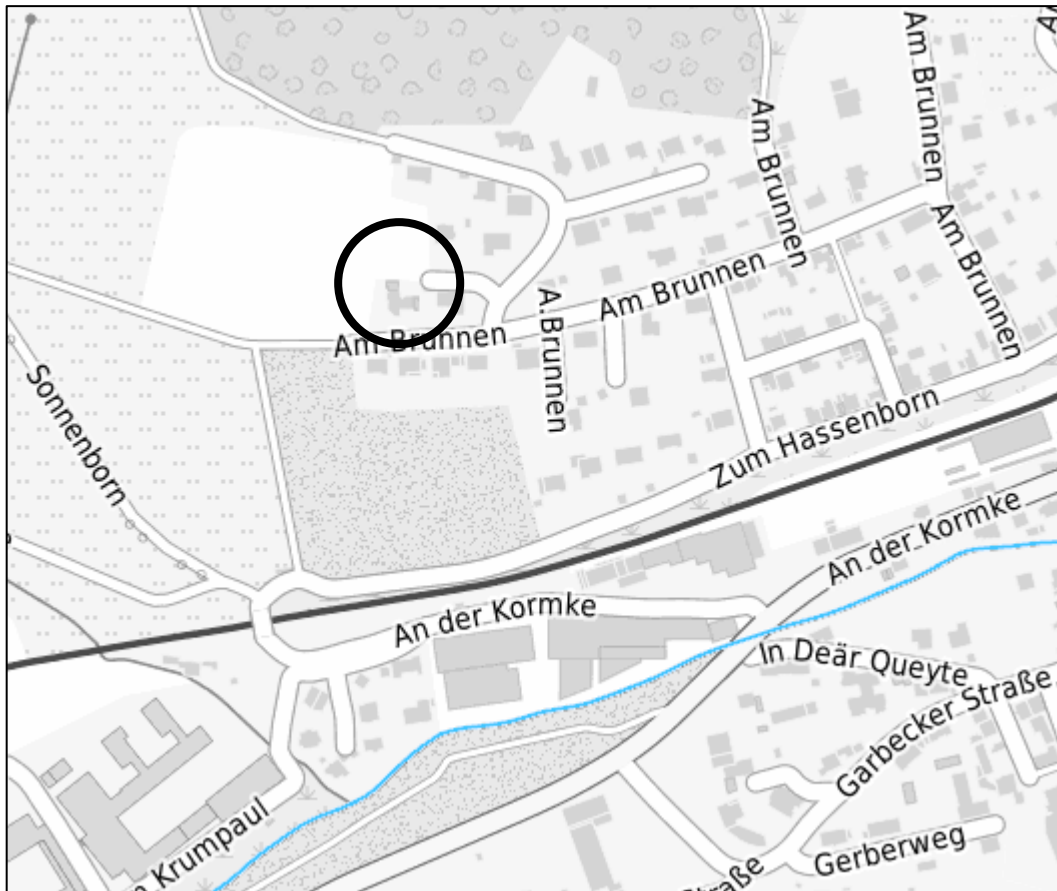 Am Brunnen
Am Brunnen
Am Brunnen
Am Brunnen
Am Brunnen
A.Brunnen
Sonnenborn
Zum Hassenborn
An der Kormke
An der Kormke
In Deär Queyte
Garbecker Straße
Krumpaul
Gerberweg